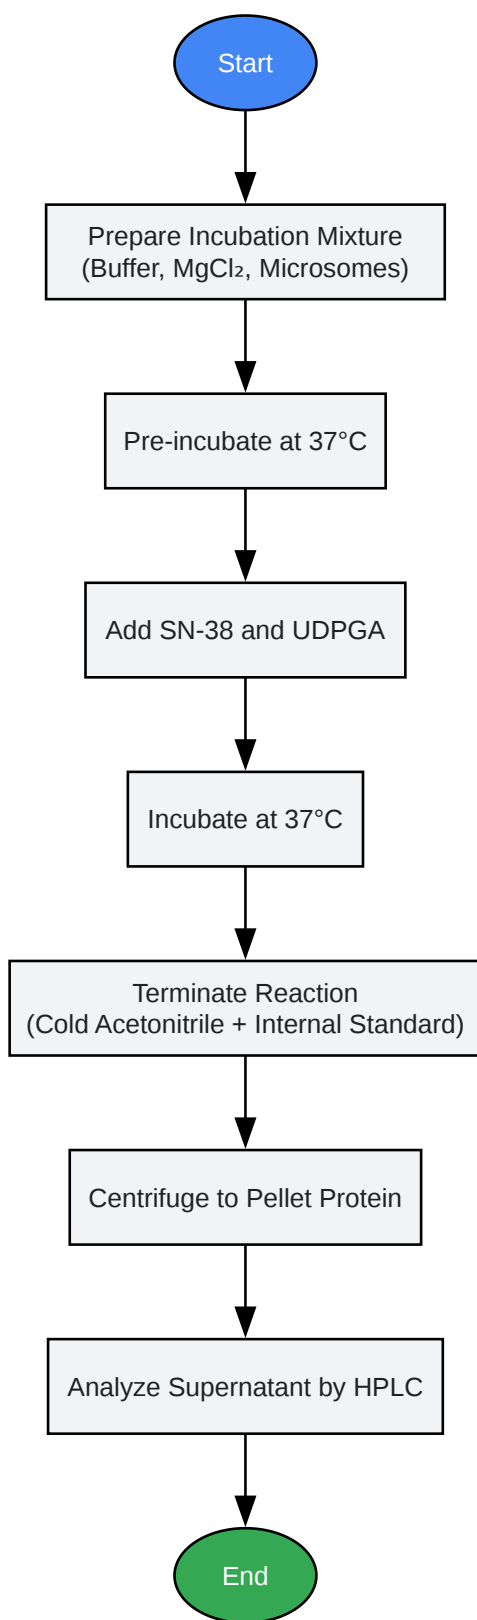 Start
Prepare Incubation Mixture
(Buffer, MgCl₂, Microsomes)
Pre-incubate at 37°C
Add SN-38 and UDPGA
Incubate at 37°C
Terminate Reaction
(Cold Acetonitrile + Internal Standard)
Centrifuge to Pellet Protein
Analyze Supernatant by HPLC
End